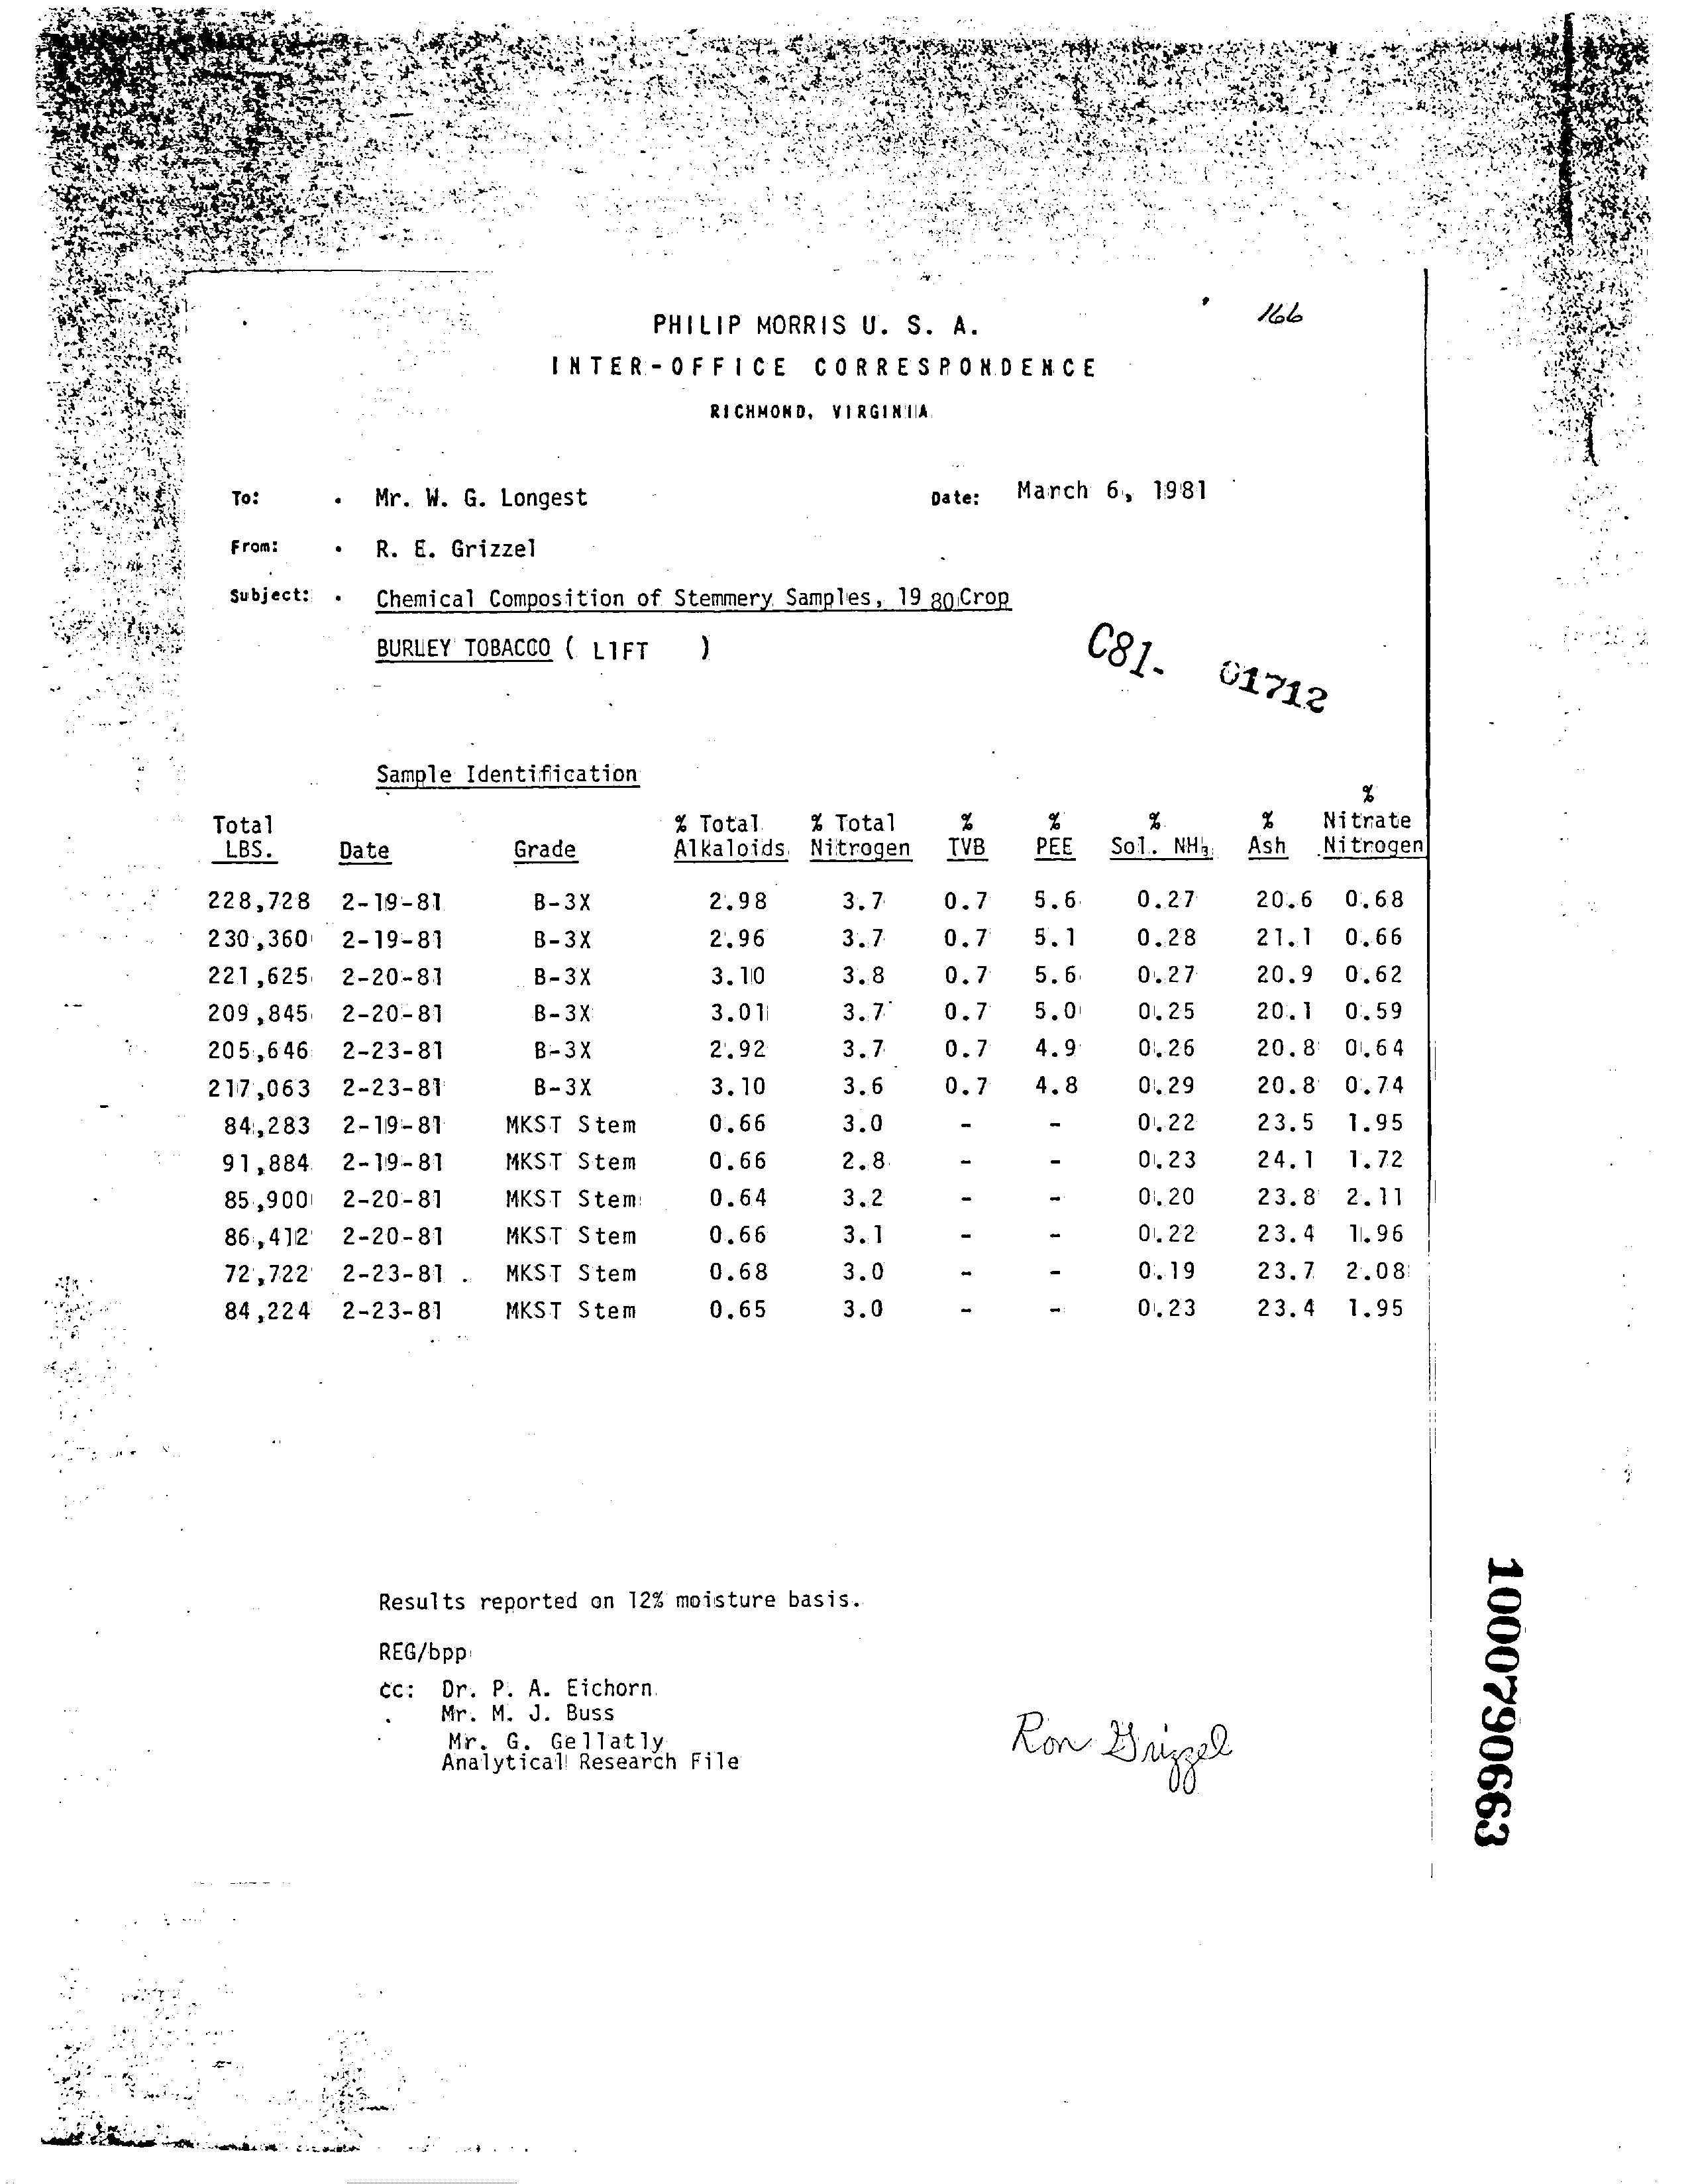 166
PHILIP MORRIS U. S. A.
INTER-OFFICE CORRESPONDENCE
RICHMOND, VIRGINIA
To: . Mr. W. G. Longest Date: March 6, 1981
From: . R. E. Grizzel
Subject: . Chemical Composition of Stemmery Samples, 19 80 Crop
BURLEY TOBACCO ( L1FT )
C81- 01712
Sample Identification
%
Total % Total % Total % % % % Nitrate
LBS. Date Grade Alkaloids Nitrogen TVB PEE Sol. NH3 Ash Nitrogen
228,728 2-19-81 B-3X 2.98 3.7 0.7 5.6 0.27 20.6 0.68
230,360 2-19-81 B-3X 2.96 3.7 0.7 5.1 0.28 21.1 0.66
221,625 2-20-81 B-3X 3.10 3.8 0.7 5.6 0.27 20.9 0.62
209,845 2-20-81 B-3X 3.01 3.7 0.7 5.0 0.25 20.1 0.59
205,646 2-23-81 B-3X 2.92 3.7 0.7 4.9 0.26 20.8 0.64
217,063 2-23-81 B-3X 3.10 3.6 0.7 4.8 0.29 20.8 0.74
84,283 2-19-81 MKST Stem 0.66 3.0 - - 0.22 23.5 1.95
91,884 2-19-81 MKST Stem 0.66 2.8 - - 0.23 24.1 1.72
85,900 2-20-81 MKST Stem 0.64 3.2 - - 0.20 23.8 2.11
86,412 2-20-81 MKST Stem 0.66 3.1 - - 0.22 23.4 1.96
72,722 2-23-81 MKST Stem 0.68 3.0 - - 0.19 23.7 2.08
84,224 2-23-81 MKST Stem 0.65 3.0 - - 0.23 23.4 1.95
Results reported on 12% moisture basis.
REG/bpp
cc: Dr. P. A. Eichorn
Mr. M. J. Buss
Mr. G. Gellatly
Analytical Research File
Ron Grizzel
1000790663